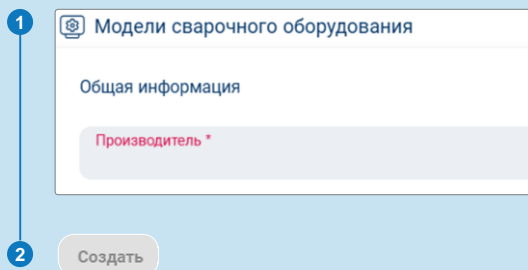 1
Модели сварочного оборудования
Общая информация
Производитель *
2
Создать